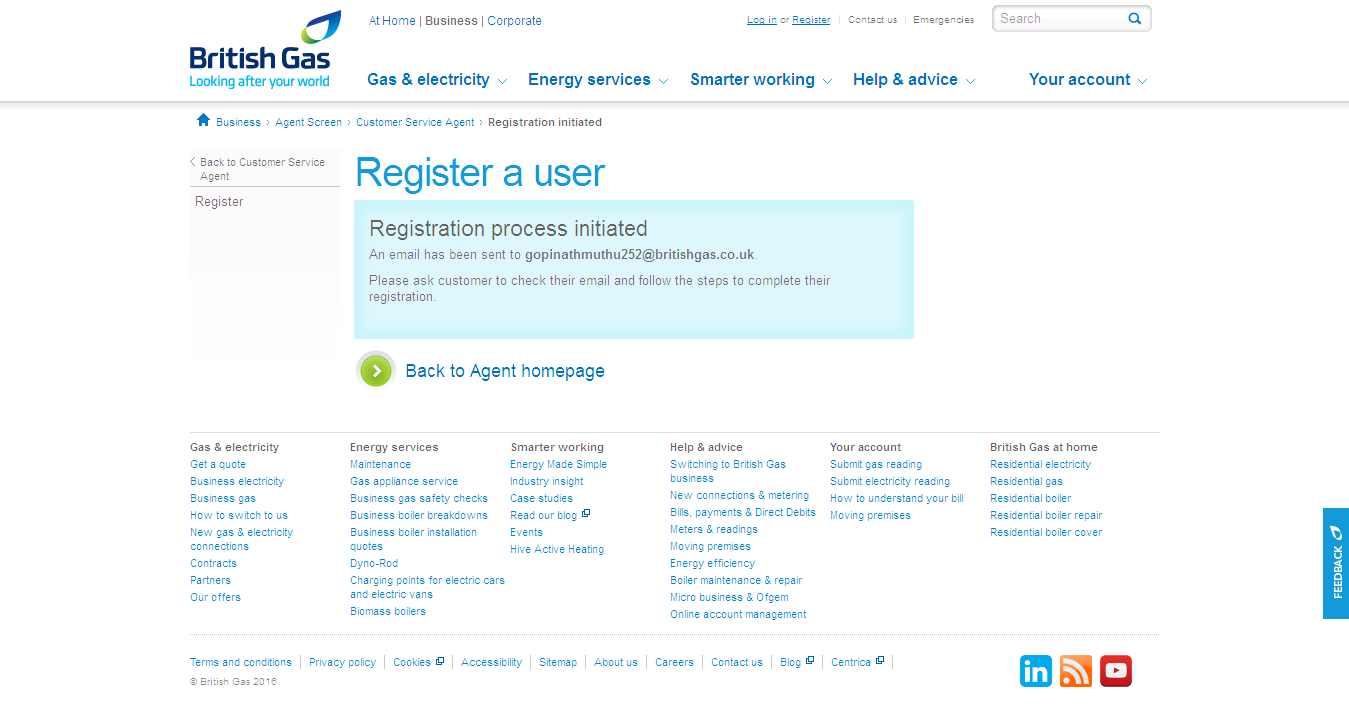 At Home | Business | Corporate
Log in or Register
Contact us
Emergencies
Search
British Gas
Looking after your world
Gas & electricity
Energy services
Smarter working
Help & advice
Your account
Business › Agent Screen › Customer Service Agent › Registration initiated
Back to Customer Service
Agent
Register
Register a user
Registration process initiated
An email has been sent to gopinathmuthu252@britishgas.co.uk.
Please ask customer to check their email and follow the steps to complete their
registration.
Back to Agent homepage
Gas & electricity
Get a quote
Business electricity
Business gas
How to switch to us
New gas & electricity
connections
Contracts
Partners
Our offers
Energy services
Maintenance
Gas appliance service
Business gas safety checks
Business boiler breakdowns
Business boiler installation
quotes
Dyno-Rod
Charging points for electric cars
and electric vans
Biomass boilers
Smarter working
Energy Made Simple
Industry insight
Case studies
Read our blog
Events
Hive Active Heating
Help & advice
Switching to British Gas
business
New connections & metering
Bills, payments & Direct Debits
Meters & readings
Moving premises
Energy efficiency
Boiler maintenance & repair
Micro business & Ofgem
Online account management
Your account
Submit gas reading
Submit electricity reading
How to understand your bill
Moving premises
British Gas at home
Residential electricity
Residential gas
Residential boiler
Residential boiler repair
Residential boiler cover
FEEDBACK
Terms and conditions
Privacy policy
Cookies
Accessibility
Sitemap
About us
Careers
Contact us
Blog
Centrica
© British Gas 2016
in